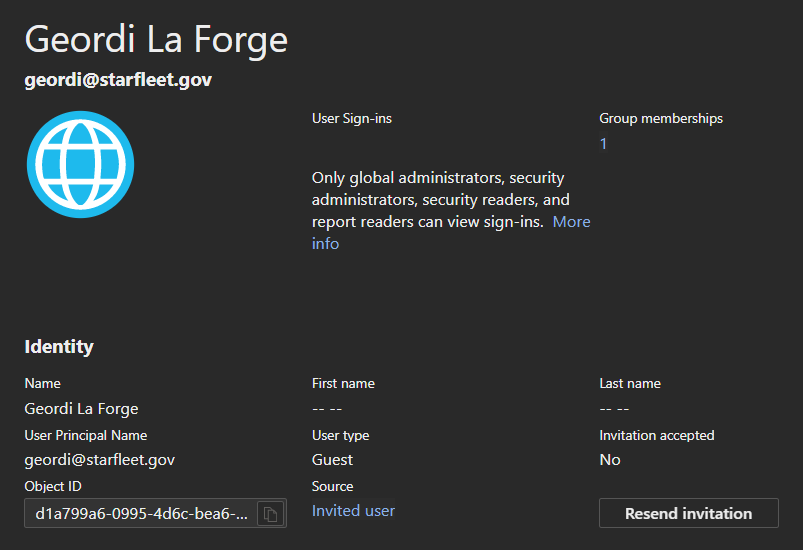 Geordi La Forge
geordi@starfleet.gov
User Sign-ins
Group memberships
1
Only global administrators, security
administrators, security readers, and
report readers can view sign-ins. More
info
Identity
Name
First name
Last name
Geordi La Forge
-- --
-- --
User Principal Name
User type
Invitation accepted
geordi@starfleet.gov
Guest
No
Object ID
Source
d1a799a6-0995-4d6c-bea6-...
Invited user
Resend invitation